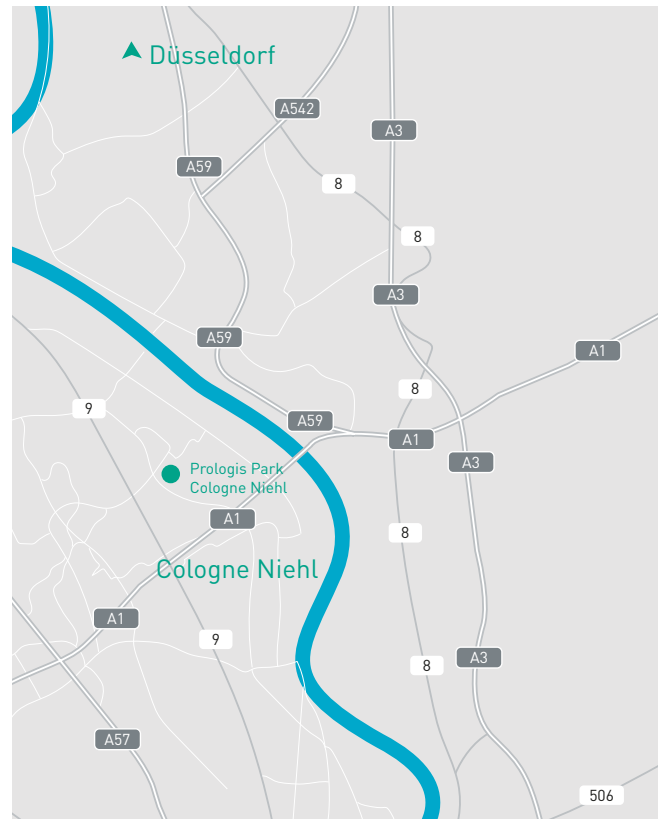 Düsseldorf
A542
A3
A59
8
8
A3
A59
A1
8
9
A59
A1
A3
Prologis Park
Cologne Niehl
A1
8
Cologne Niehl
A1
9
A3
8
A57
506